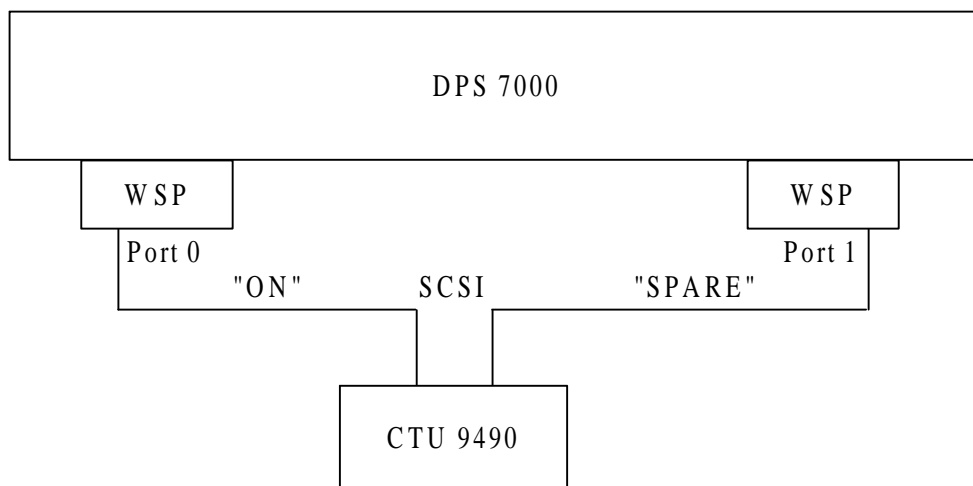 DPS 7000
WSP WSP
Port 0 Port 1
"ON" SCSI "SPARE"
CTU 9490